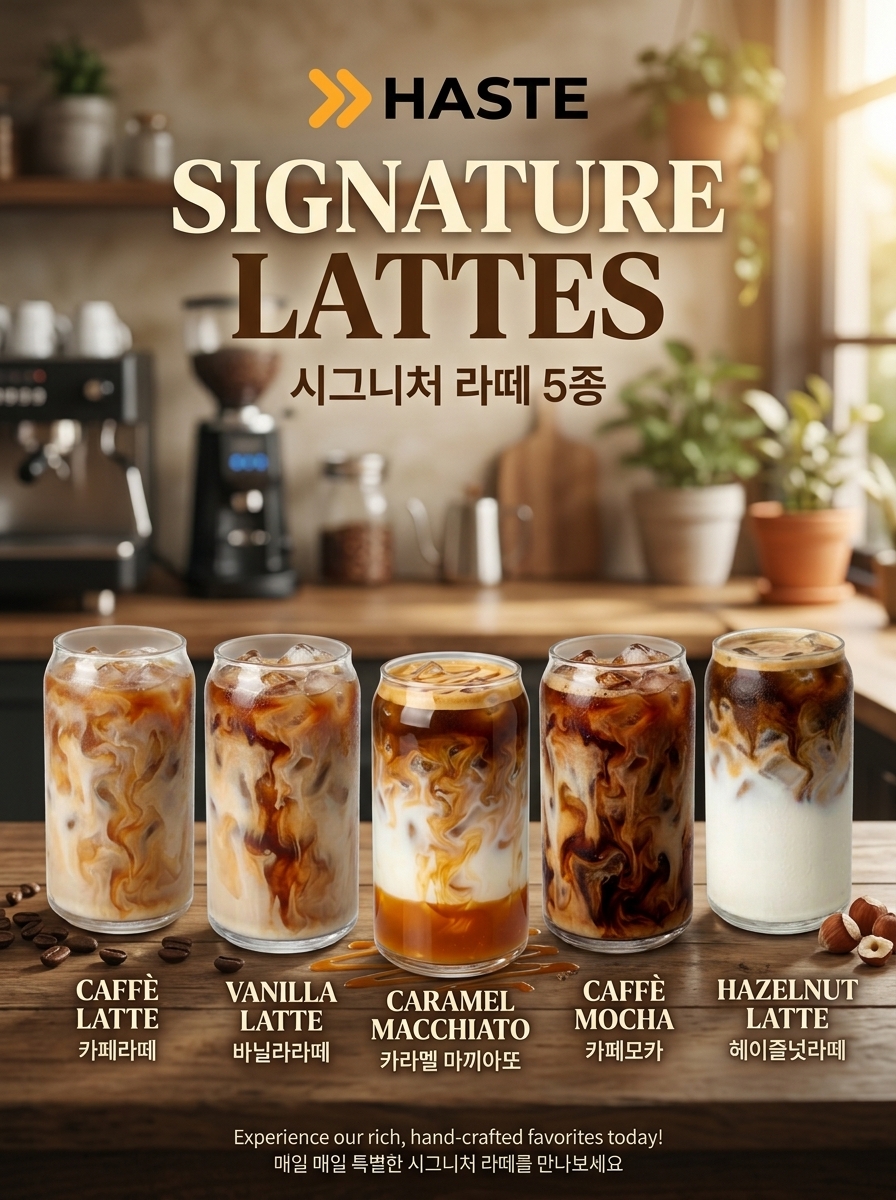 HASTE
SIGNATURE
LATTES
시그니처 라떼 5종
CAFFÈ
LATTE
카페라떼
VANILLA
LATTE
바닐라라떼
CARAMEL
MACCHIATO
카라멜 마끼아또
CAFFÈ
MOCHA
카페모카
HAZELNUT
LATTE
헤이즐넛라떼
Experience our rich, hand-crafted favorites today!
매일 매일 특별한 시그니처 라떼를 만나보세요